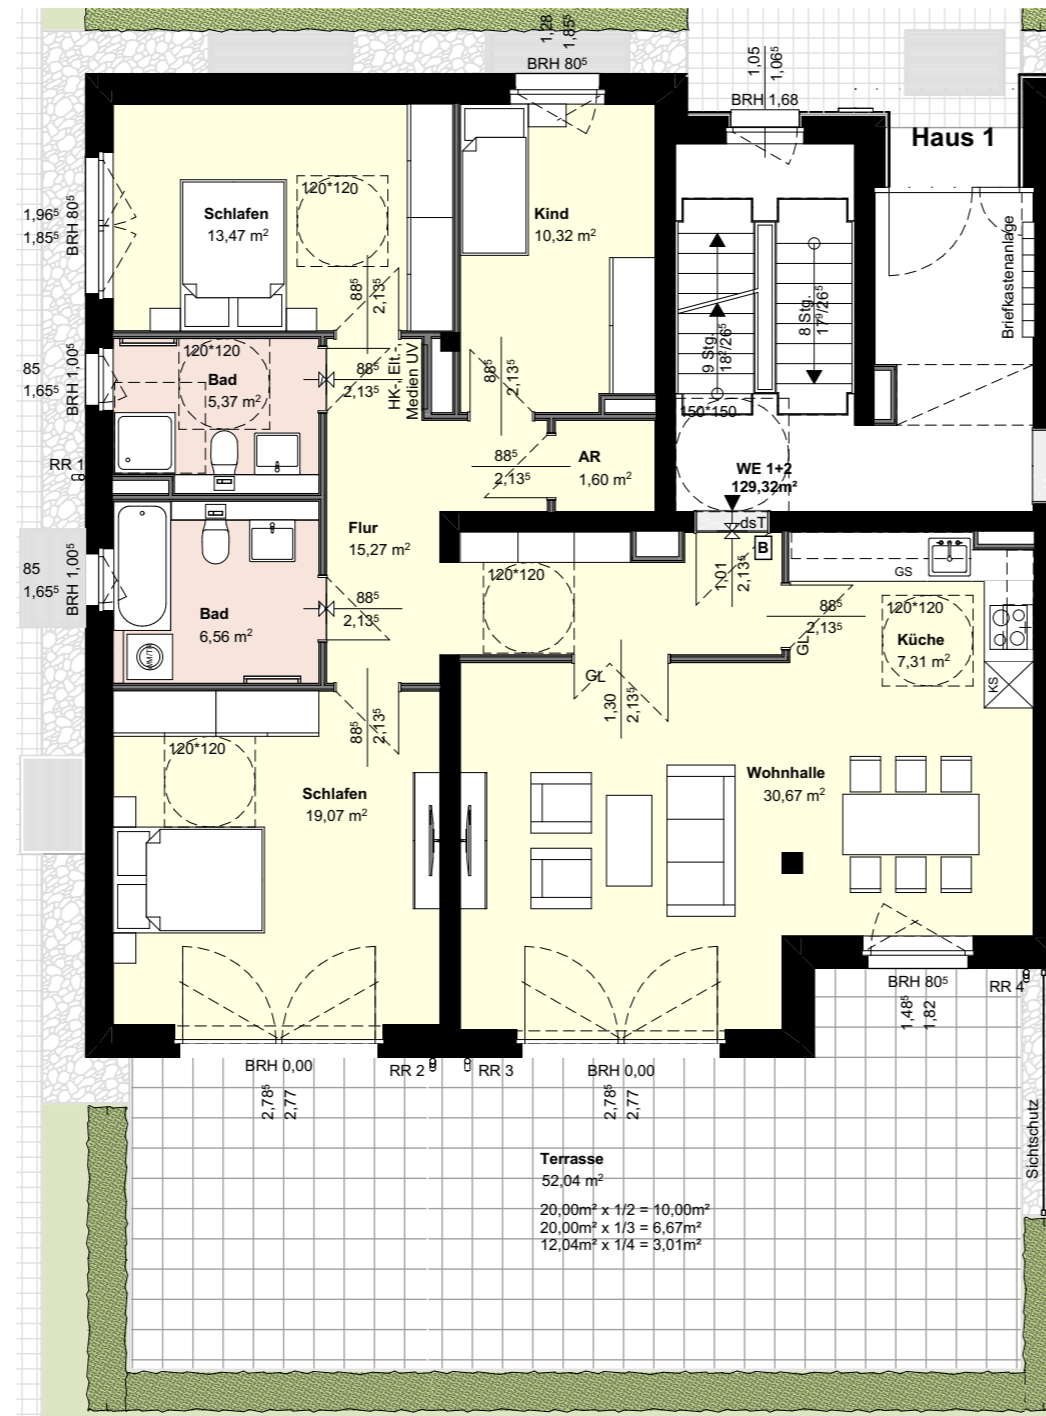 1,28
1,85⁵
BRH 80⁵
1,05
1,06⁵
BRH 1,68
Haus 1
1,96⁵
1,85⁵
BRH 80⁵
120*120
Schlafen
13,47 m²
Kind
10,32 m²
Briefkastenanlage
9 Stg.
18²/26⁵
8 Stg.
17⁹/26⁵
88⁵
2,13⁵
85
1,65⁵
BRH 1,00⁵
120*120
Bad
5,37 m²
88⁵
2,13⁵
HK-, Elt.-,
Medien UV
88⁵
2,13⁵
150*150
RR 1
88⁵
2,13⁵
AR
1,60 m²
WE 1+2
129,32m²
Flur
15,27 m²
dsT
B
85
1,65⁵
BRH 1,00⁵
Bad
6,56 m²
WM/TR
88⁵
2,13⁵
120*120
1,01
2,13⁵
GS
88⁵
2,13⁵
GL
120*120
Küche
7,31 m²
KS
GL
1,30
2,13⁵
88⁵
2,13⁵
120*120
Schlafen
19,07 m²
Wohnhalle
30,67 m²
BRH 80⁵
1,48⁵
1,82
RR 4
BRH 0,00
2,78⁵
2,77
RR 2
RR 3
BRH 0,00
2,78⁵
2,77
Sichtschutz
Terrasse
52,04 m²
20,00m² x 1/2 = 10,00m²
20,00m² x 1/3 = 6,67m²
12,04m² x 1/4 = 3,01m²